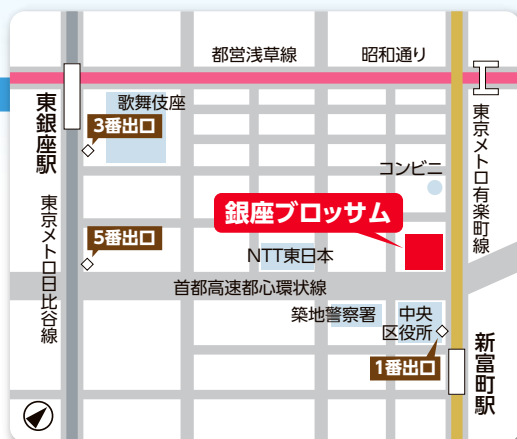 都営浅草線
昭和通り
東銀座駅
歌舞伎座
3番出口
東京メトロ有楽町線
コンビニ
銀座ブロッサム
東京メトロ日比谷線
5番出口
NTT東日本
首都高速都心環状線
築地警察署
中央
区役所
1番出口
新富町駅